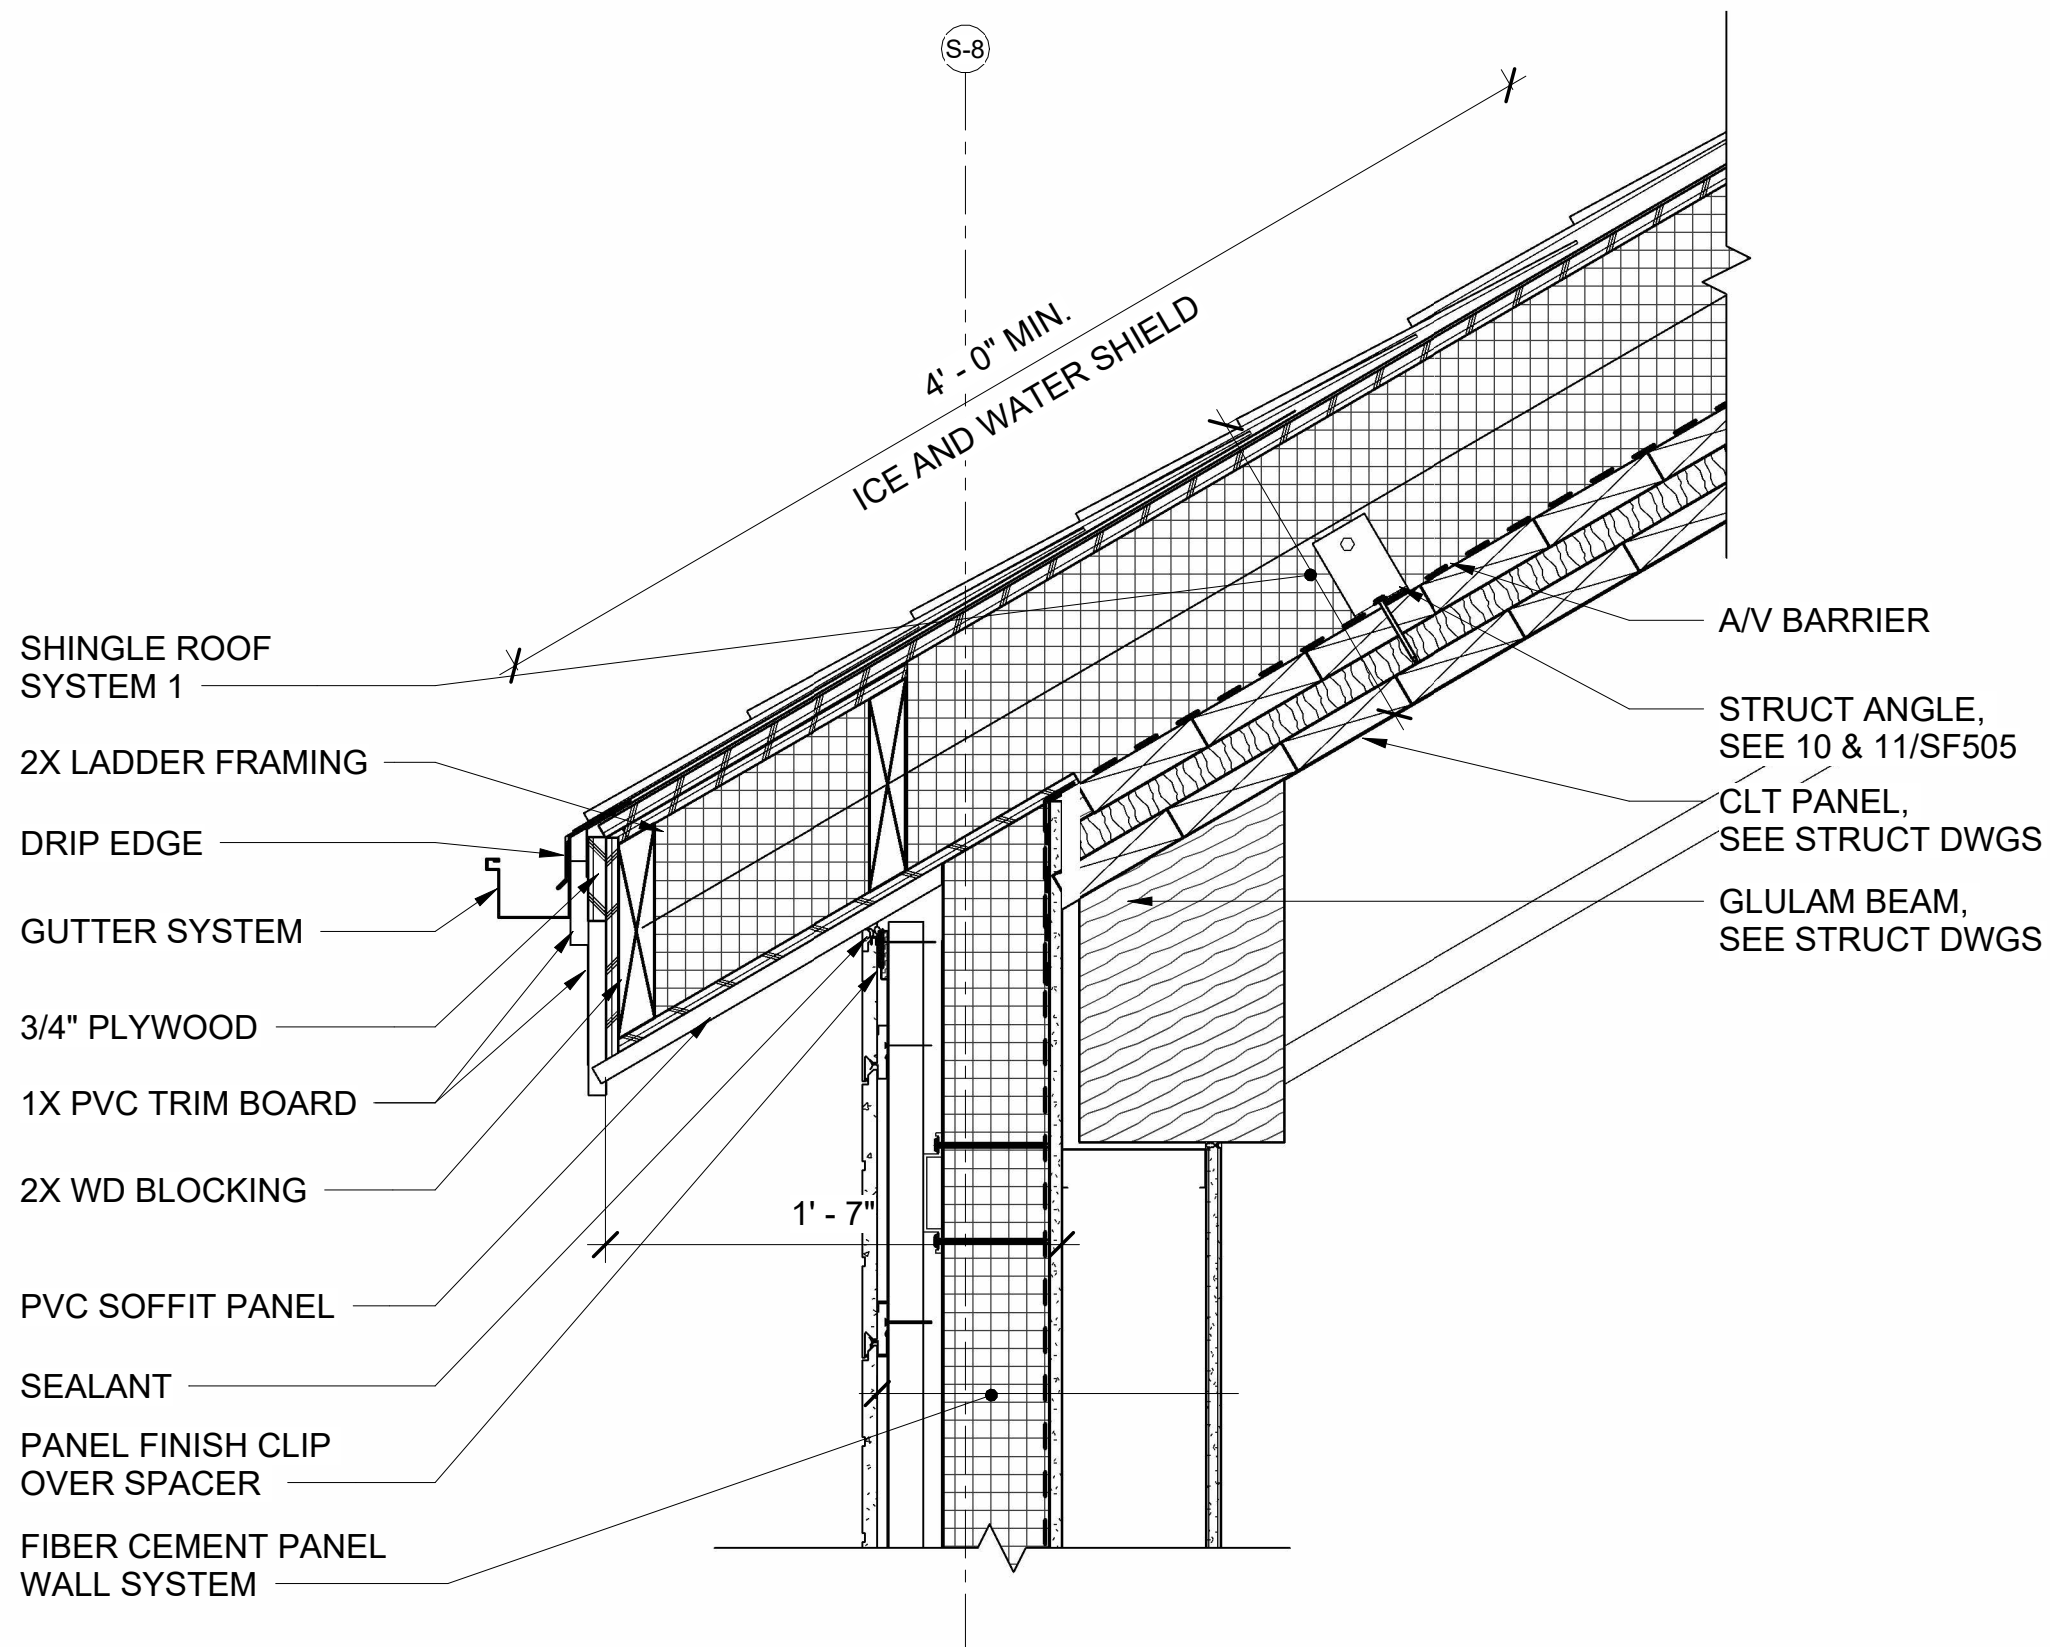 S-8
4' - 0" MIN.
ICE AND WATER SHIELD
SHINGLE ROOF
SYSTEM 1
2X LADDER FRAMING
DRIP EDGE
GUTTER SYSTEM
3/4" PLYWOOD
1X PVC TRIM BOARD
2X WD BLOCKING
PVC SOFFIT PANEL
SEALANT
PANEL FINISH CLIP
OVER SPACER
FIBER CEMENT PANEL
WALL SYSTEM
1' - 7"
A/V BARRIER
STRUCT ANGLE,
SEE 10 & 11/SF505
CLT PANEL,
SEE STRUCT DWGS
GLULAM BEAM,
SEE STRUCT DWGS